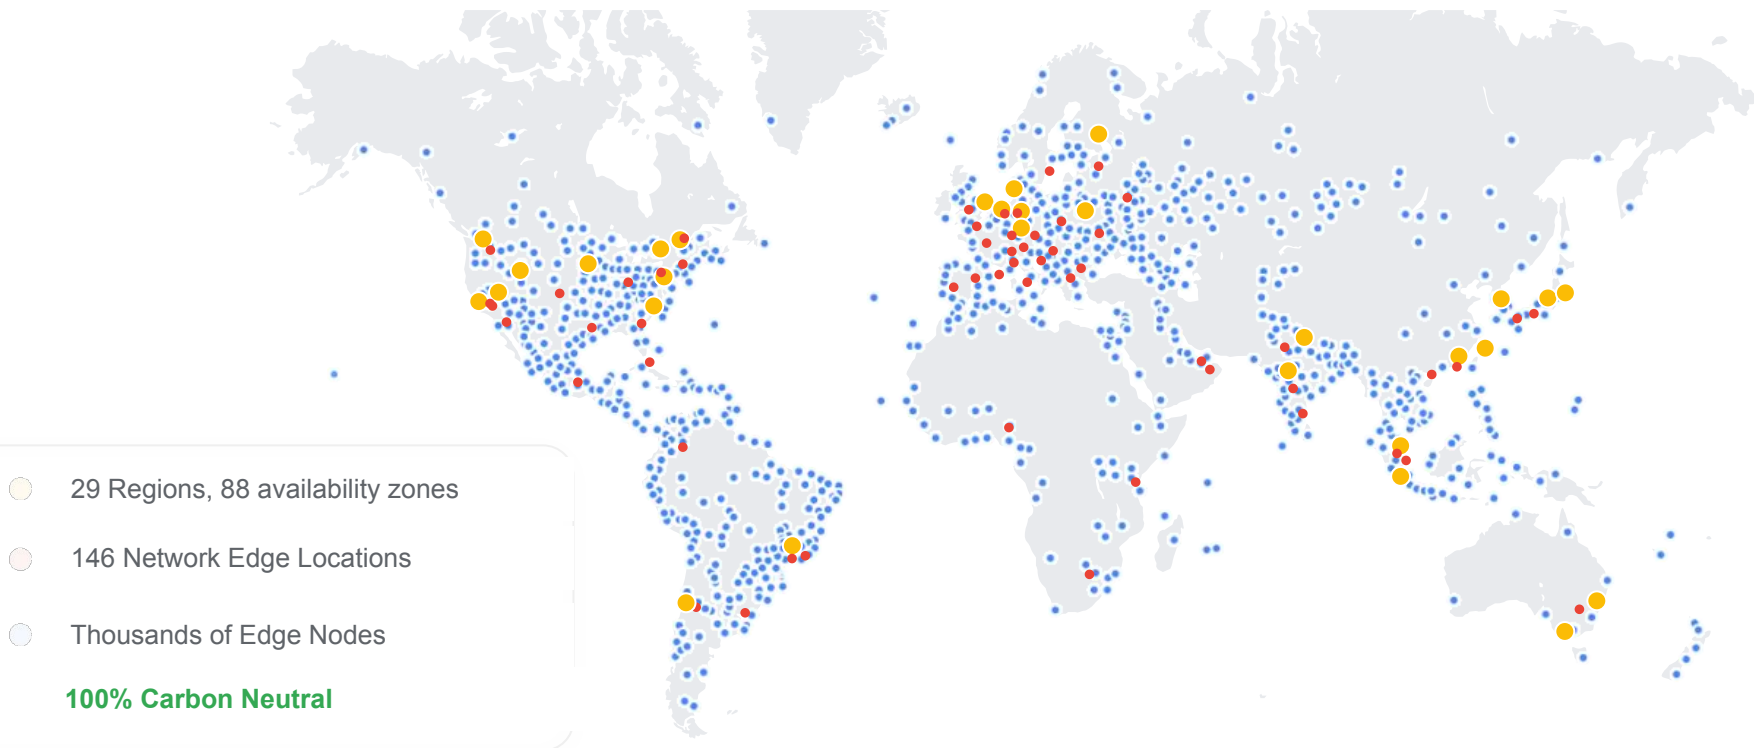 29 Regions, 88 availability zones
146 Network Edge Locations
Thousands of Edge Nodes
100% Carbon Neutral